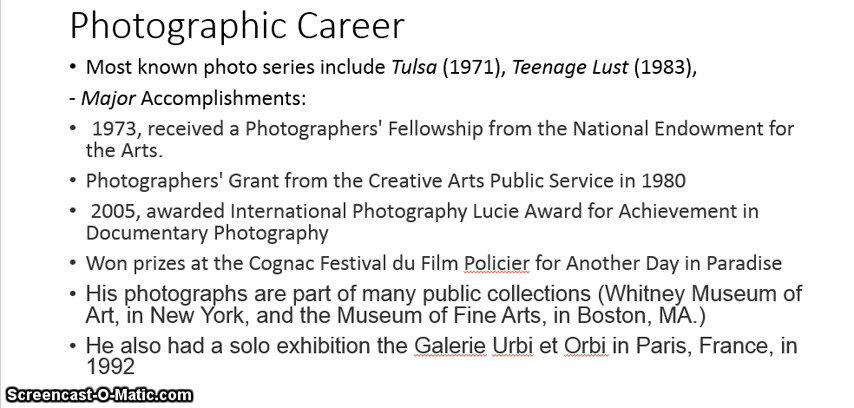 Photographic Career
• Most known photo series include Tulsa (1971), Teenage Lust (1983),
- Major Accomplishments:
• 1973, received a Photographers' Fellowship from the National Endowment for
the Arts.
• Photographers' Grant from the Creative Arts Public Service in 1980
• 2005, awarded International Photography Lucie Award for Achievement in
Documentary Photography
• Won prizes at the Cognac Festival du Film Policier for Another Day in Paradise
• His photographs are part of many public collections (Whitney Museum of
Art, in New York, and the Museum of Fine Arts, in Boston, MA.)
• He also had a solo exhibition the Galerie Urbi et Orbi in Paris, France, in
1992
Screencast-O-Matic.com